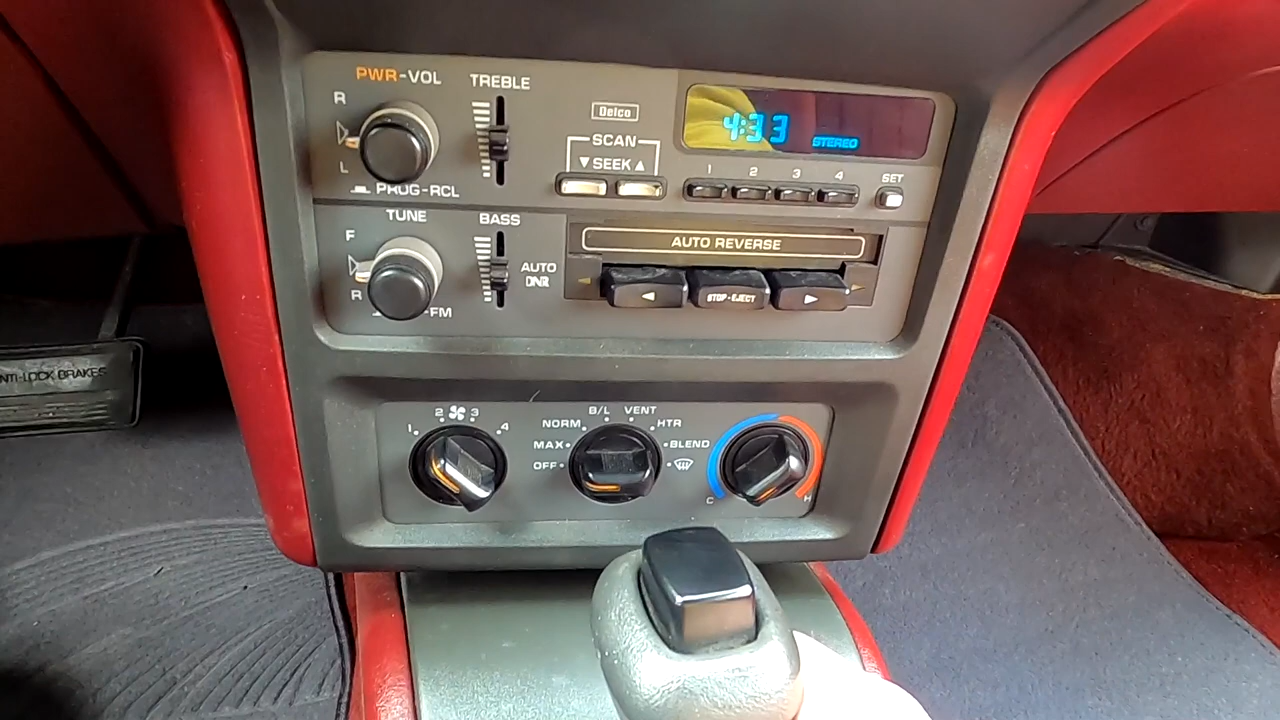 PWR-VOL
TREBLE
R
L
PROG-RCL
Delco
SCAN
▼ SEEK ▲
4:33
STEREO
1 2 3 4
SET
TUNE
F
R
-FM
BASS
AUTO
DNR
AUTO REVERSE
◀
STOP-EJECT
▶
NTI-LOCK BRAKES
1 2 3 4
OFF
MAX
NORM
B/L
VENT
HTR
BLEND
C
H